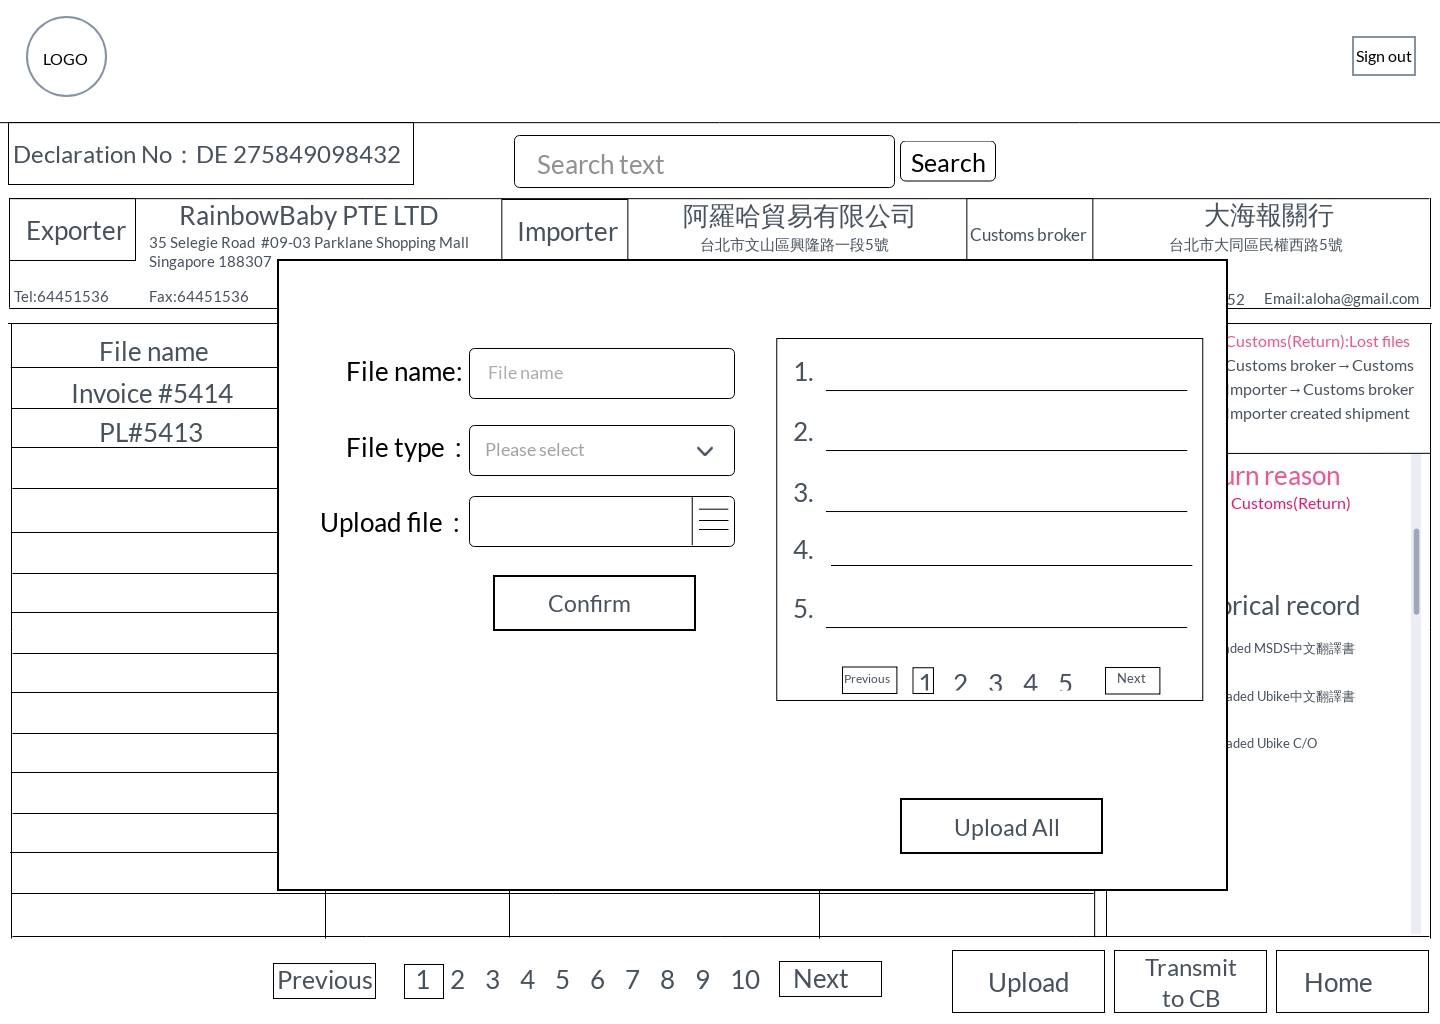 LOGO
Sign out
Declaration No：DE 275849098432
Search text
Search
Exporter
RainbowBaby PTE LTD
35 Selegie Road #09-03 Parklane Shopping Mall
Singapore 188307
Tel:64451536
Fax:64451536
Importer
阿羅哈貿易有限公司
台北市文山區興隆路一段5號
Customs broker
大海報關行
台北市大同區民權西路5號
52
Email:aloha@gmail.com
File name
Invoice #5414
PL#5413
Customs(Return):Lost files
Customs broker→Customs
Importer→Customs broker
Importer created shipment
urn reason
Customs(Return)
orical record
aded MSDS中文翻譯書
aded Ubike中文翻譯書
aded Ubike C/O
File name:
File name
File type：
Please select
Upload file：
Confirm
1.
2.
3.
4.
5.
Previous 1 2 3 4 5 Next
Upload All
Previous 1 2 3 4 5 6 7 8 9 10 Next
Upload
Transmit
to CB
Home